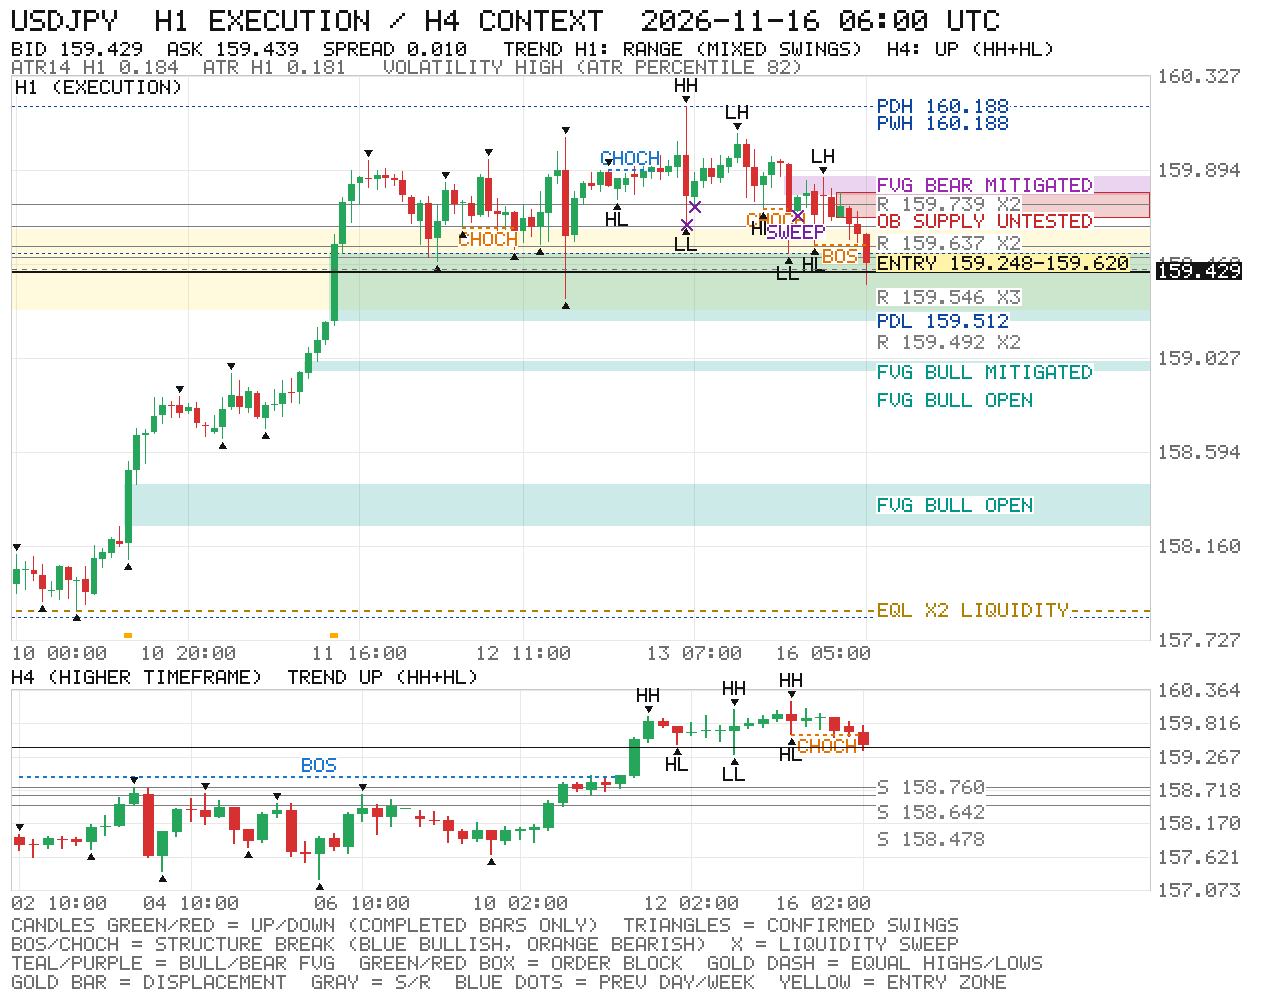 USDJPY  H1 EXECUTION / H4 CONTEXT  2026-11-16 06:00 UTC
BID 159.429  ASK 159.439  SPREAD 0.010  TREND H1: RANGE (MIXED SWINGS)  H4: UP (HH+HL)
ATR14 H1 0.184  ATR H1 0.181  VOLATILITY HIGH (ATR PERCENTILE 82)
160.327
H1 (EXECUTION)
HH
PDH 160.188
PWH 160.188
LH
CHOCH
LH
159.894
FVG BEAR MITIGATED
R 159.739 X2
HL
CHOCH
OB SUPPLY UNTESTED
HL
SWEEP
CHOCH
LL
R 159.637 X2
BOS
HL
ENTRY 159.248-159.620
LL
159.429
R 159.546 X3
PDL 159.512
R 159.492 X2
159.027
FVG BULL MITIGATED
FVG BULL OPEN
158.594
FVG BULL OPEN
158.160
EQL X2 LIQUIDITY
157.727
10 00:00
10 20:00
11 16:00
12 11:00
13 07:00
16 05:00
H4 (HIGHER TIMEFRAME)  TREND UP (HH+HL)
160.364
HH
HH
HH
159.816
CHOCH
HL
HL
LL
159.267
BOS
158.718
S 158.760
S 158.642
158.170
S 158.478
157.621
157.073
02 10:00
04 10:00
06 10:00
10 02:00
12 02:00
16 02:00
CANDLES GREEN/RED = UP/DOWN (COMPLETED BARS ONLY)  TRIANGLES = CONFIRMED SWINGS
BOS/CHOCH = STRUCTURE BREAK (BLUE BULLISH, ORANGE BEARISH)  X = LIQUIDITY SWEEP
TEAL/PURPLE = BULL/BEAR FVG  GREEN/RED BOX = ORDER BLOCK  GOLD DASH = EQUAL HIGHS/LOWS
GOLD BAR = DISPLACEMENT  GRAY = S/R  BLUE DOTS = PREV DAY/WEEK  YELLOW = ENTRY ZONE